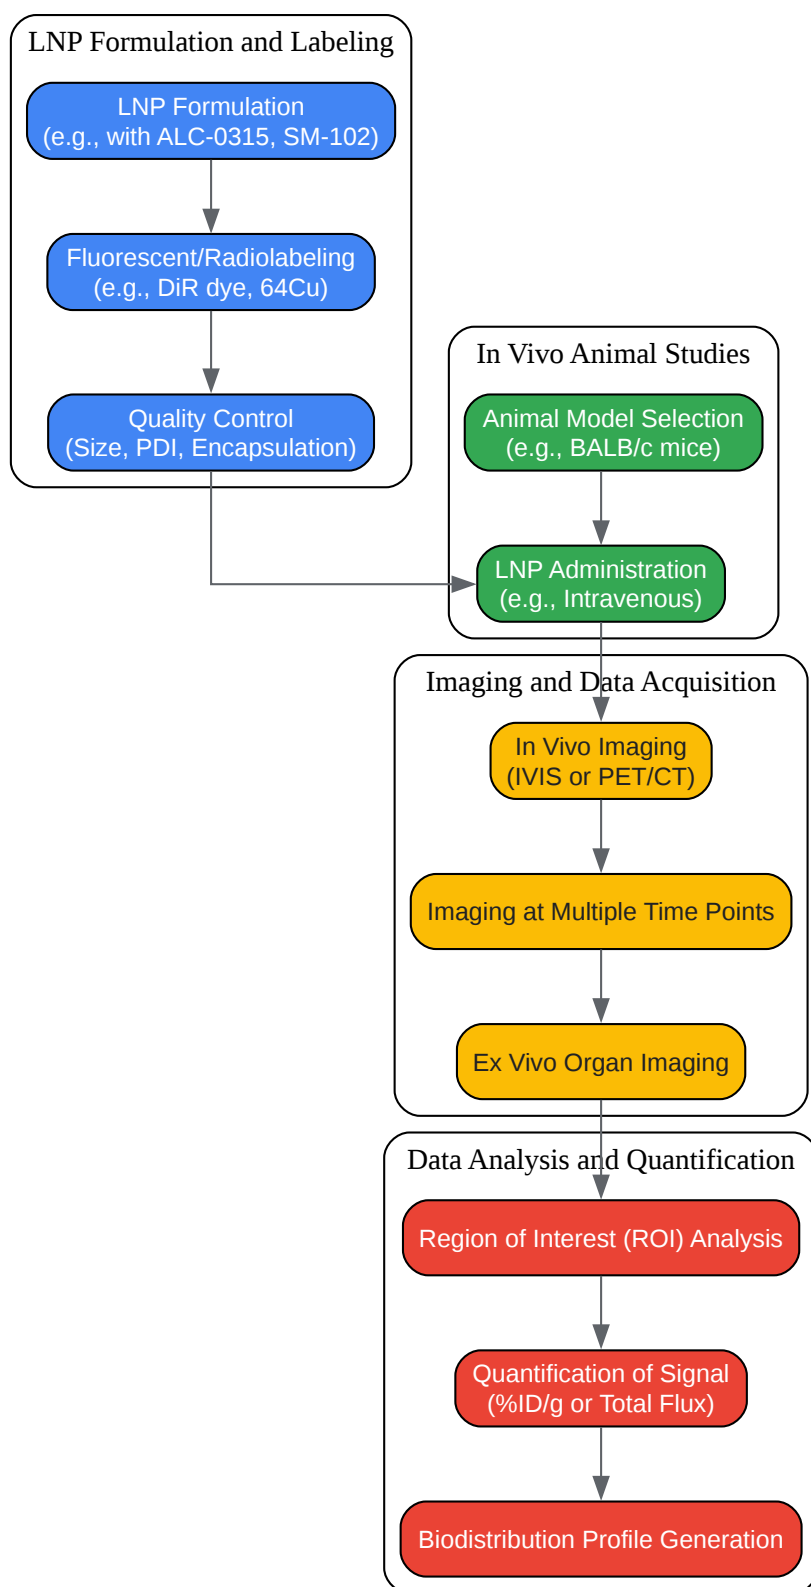 LNP Formulation and Labeling
LNP Formulation
(e.g., with ALC-0315, SM-102)
Fluorescent/Radiolabeling
(e.g., DiR dye, 64Cu)
Quality Control
(Size, PDI, Encapsulation)
In Vivo Animal Studies
Animal Model Selection
(e.g., BALB/c mice)
LNP Administration
(e.g., Intravenous)
Imaging and Data Acquisition
In Vivo Imaging
(IVIS or PET/CT)
Imaging at Multiple Time Points
Ex Vivo Organ Imaging
Data Analysis and Quantification
Region of Interest (ROI) Analysis
Quantification of Signal
(%ID/g or Total Flux)
Biodistribution Profile Generation